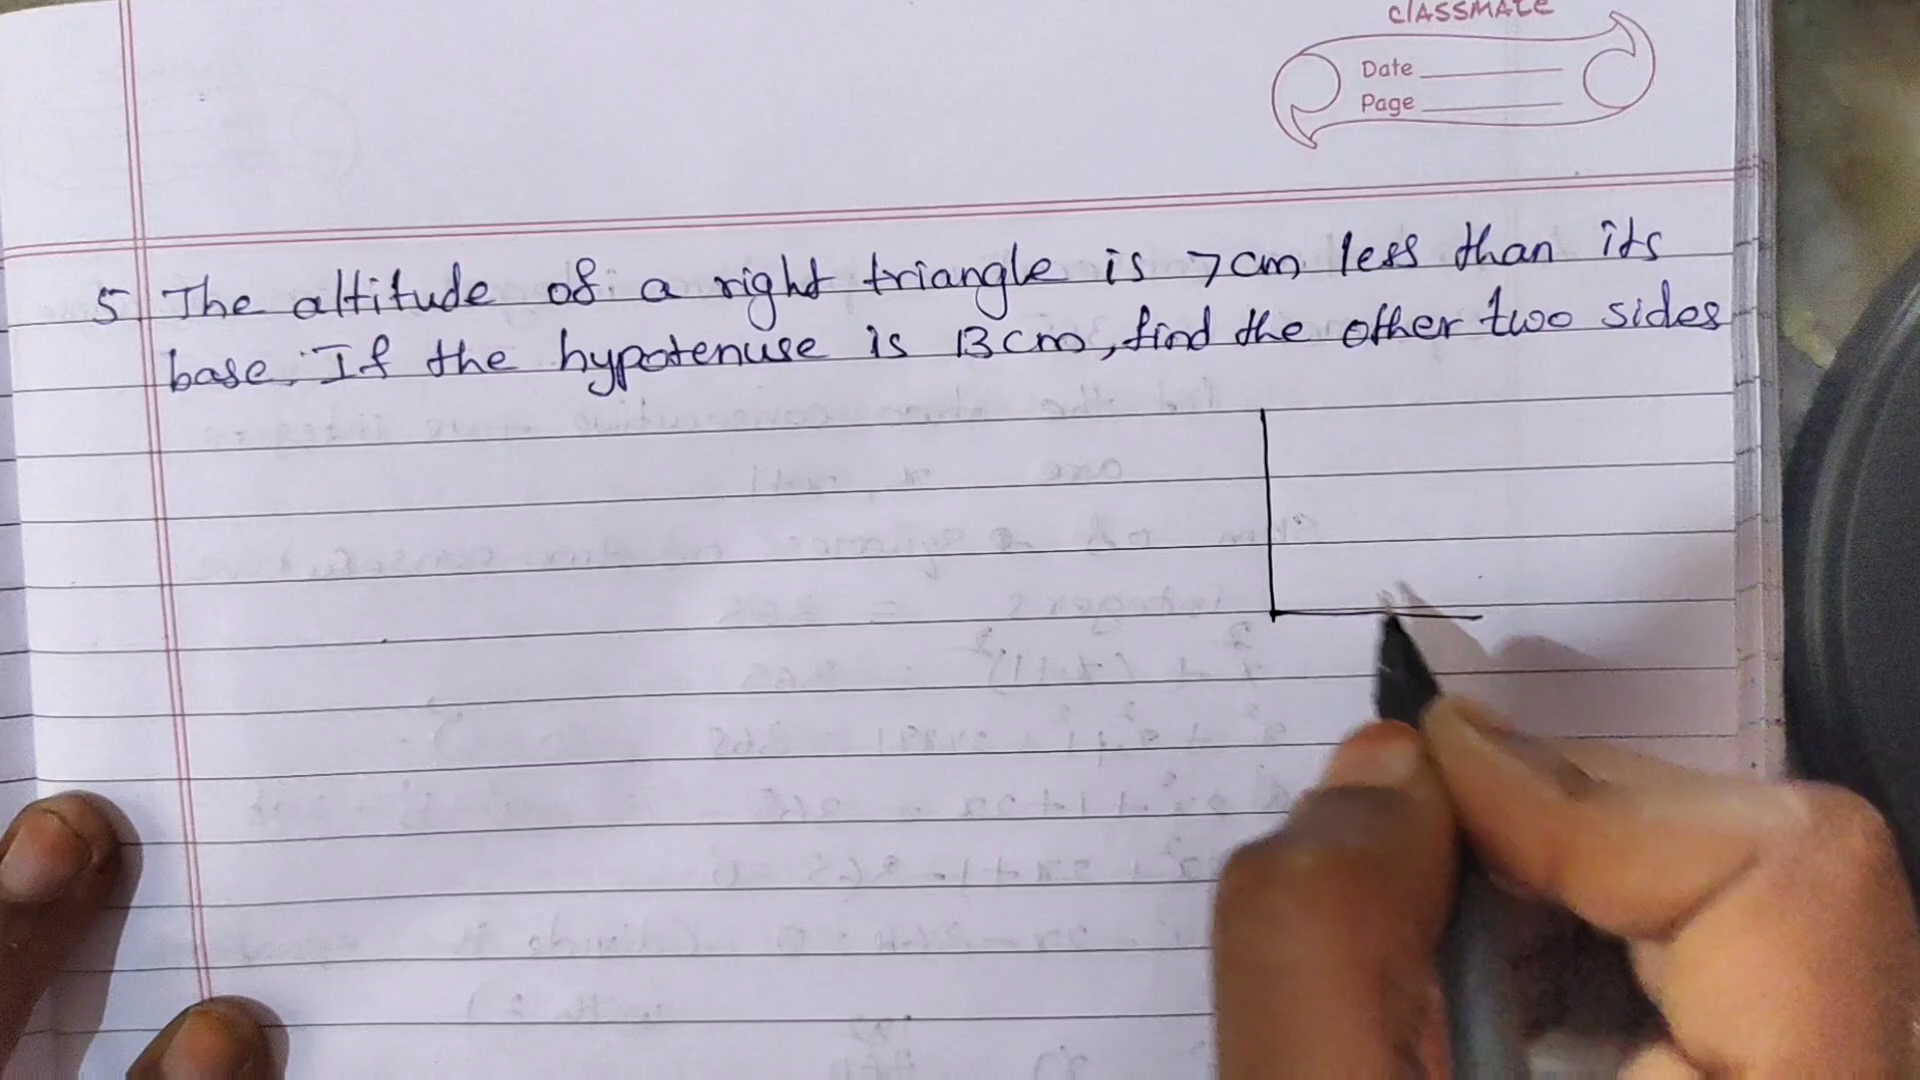 classmate
Date
Page
5 The altitude of a right triangle is 7cm less than its
base. If the hypotenuse is 13cm, find the other two sides